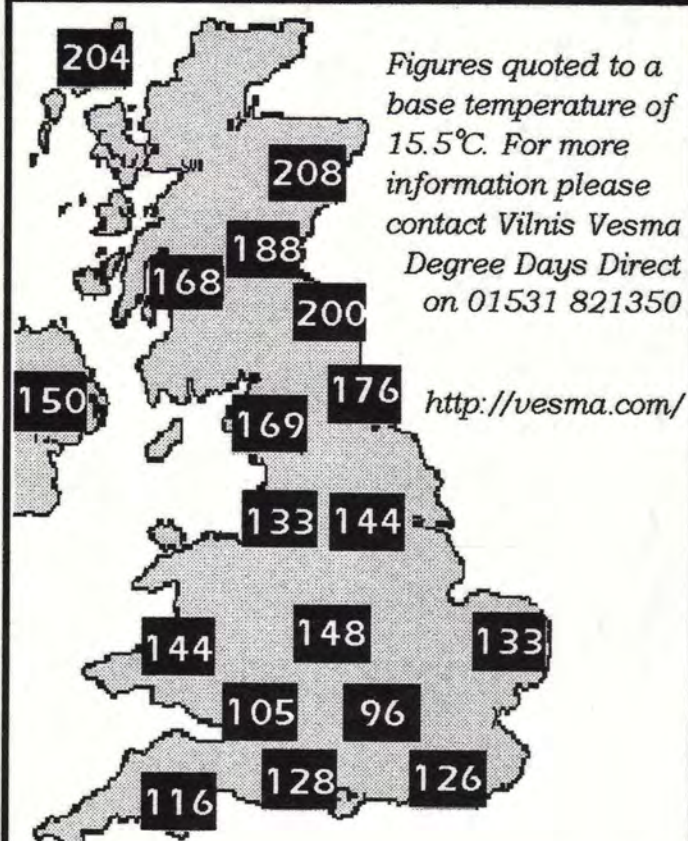 204
Figures quoted to a
base temperature of
15.5°C. For more
information please
contact Vilnis Vesma
Degree Days Direct
on 01531 821350
208
188
168
200
150
176
http://vesma.com/
169
133 144
144 148 133
105 96
116 128 126